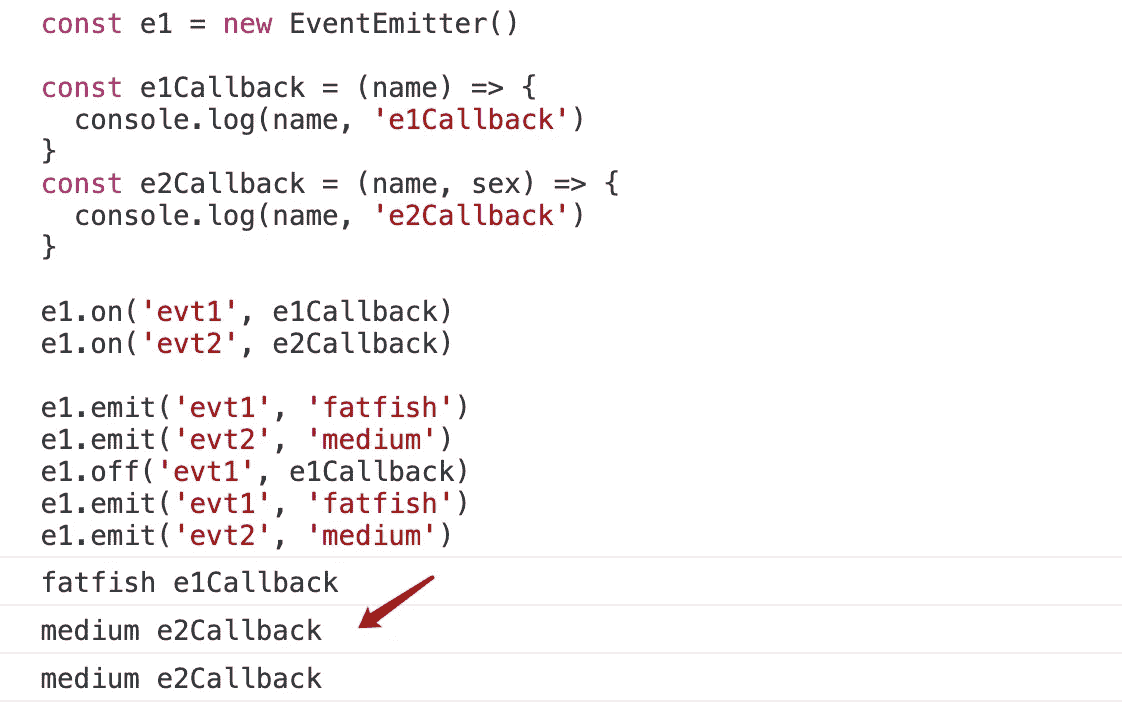 const e1 = new EventEmitter()
const e1Callback = (name) => {
  console.log(name, 'e1Callback')
}
const e2Callback = (name, sex) => {
  console.log(name, 'e2Callback')
}
e1.on('evt1', e1Callback)
e1.on('evt2', e2Callback)
e1.emit('evt1', 'fatfish')
e1.emit('evt2', 'medium')
e1.off('evt1', e1Callback)
e1.emit('evt1', 'fatfish')
e1.emit('evt2', 'medium')
fatfish e1Callback
medium e2Callback
medium e2Callback